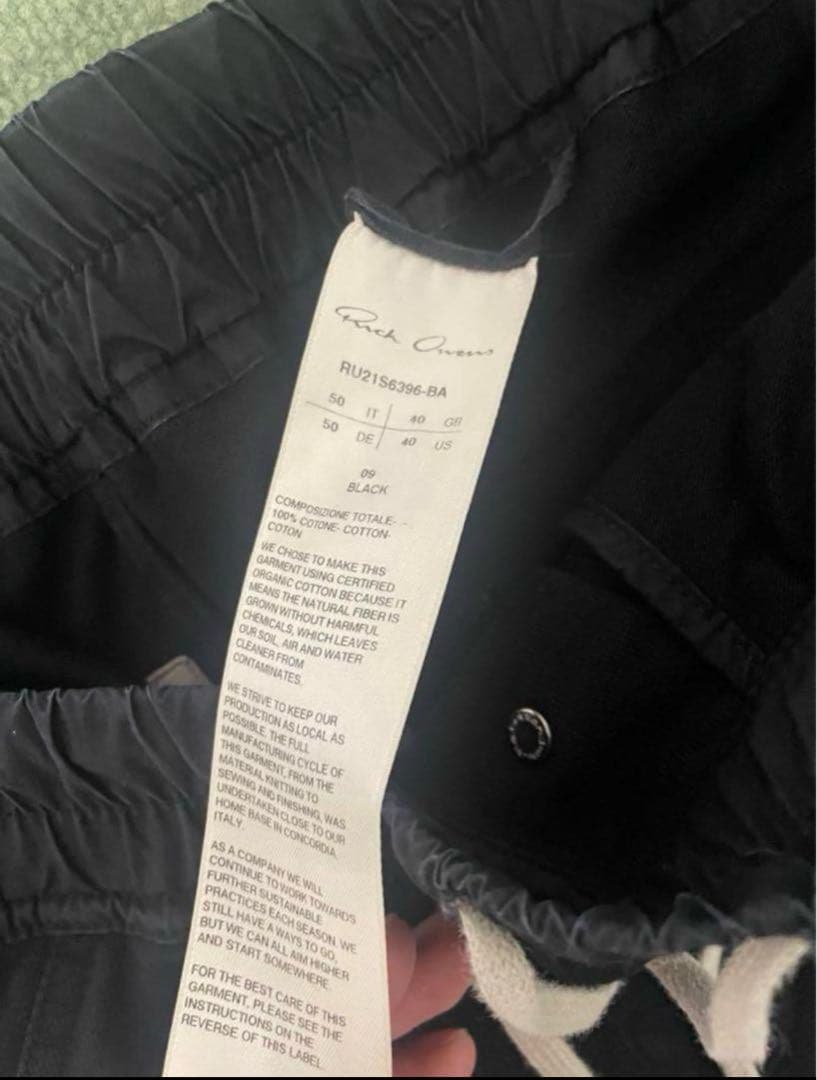 Rick Owens
RU21S6396-BA
50 IT 40 GB
50 DE 40 US
09
BLACK
COMPOSIZIONE TOTALE- -
100% COTONE- COTTON-
COTON
WE CHOSE TO MAKE THIS
GARMENT USING CERTIFIED
ORGANIC COTTON BECAUSE IT
MEANS THE NATURAL FIBER IS
GROWN WITHOUT HARMFUL
CHEMICALS, WHICH LEAVES
OUR SOIL, AIR AND WATER
CLEANER FROM
CONTAMINATES.
WE STRIVE TO KEEP OUR
PRODUCTION AS LOCAL AS
POSSIBLE. THE FULL
MANUFACTURING CYCLE OF
THIS GARMENT, FROM THE
MATERIAL KNITTING TO
SEWING AND FINISHING, WAS
UNDERTAKEN CLOSE TO OUR
HOME BASE IN CONCORDIA,
ITALY.
AS A COMPANY WE WILL
CONTINUE TO WORK TOWARDS
FURTHER SUSTAINABLE
PRACTICES EACH SEASON. WE
STILL HAVE A WAYS TO GO,
BUT WE CAN ALL AIM HIGHER
AND START SOMEWHERE.
FOR THE BEST CARE OF THIS
GARMENT, PLEASE SEE THE
INSTRUCTIONS ON THE
REVERSE OF THIS LABEL